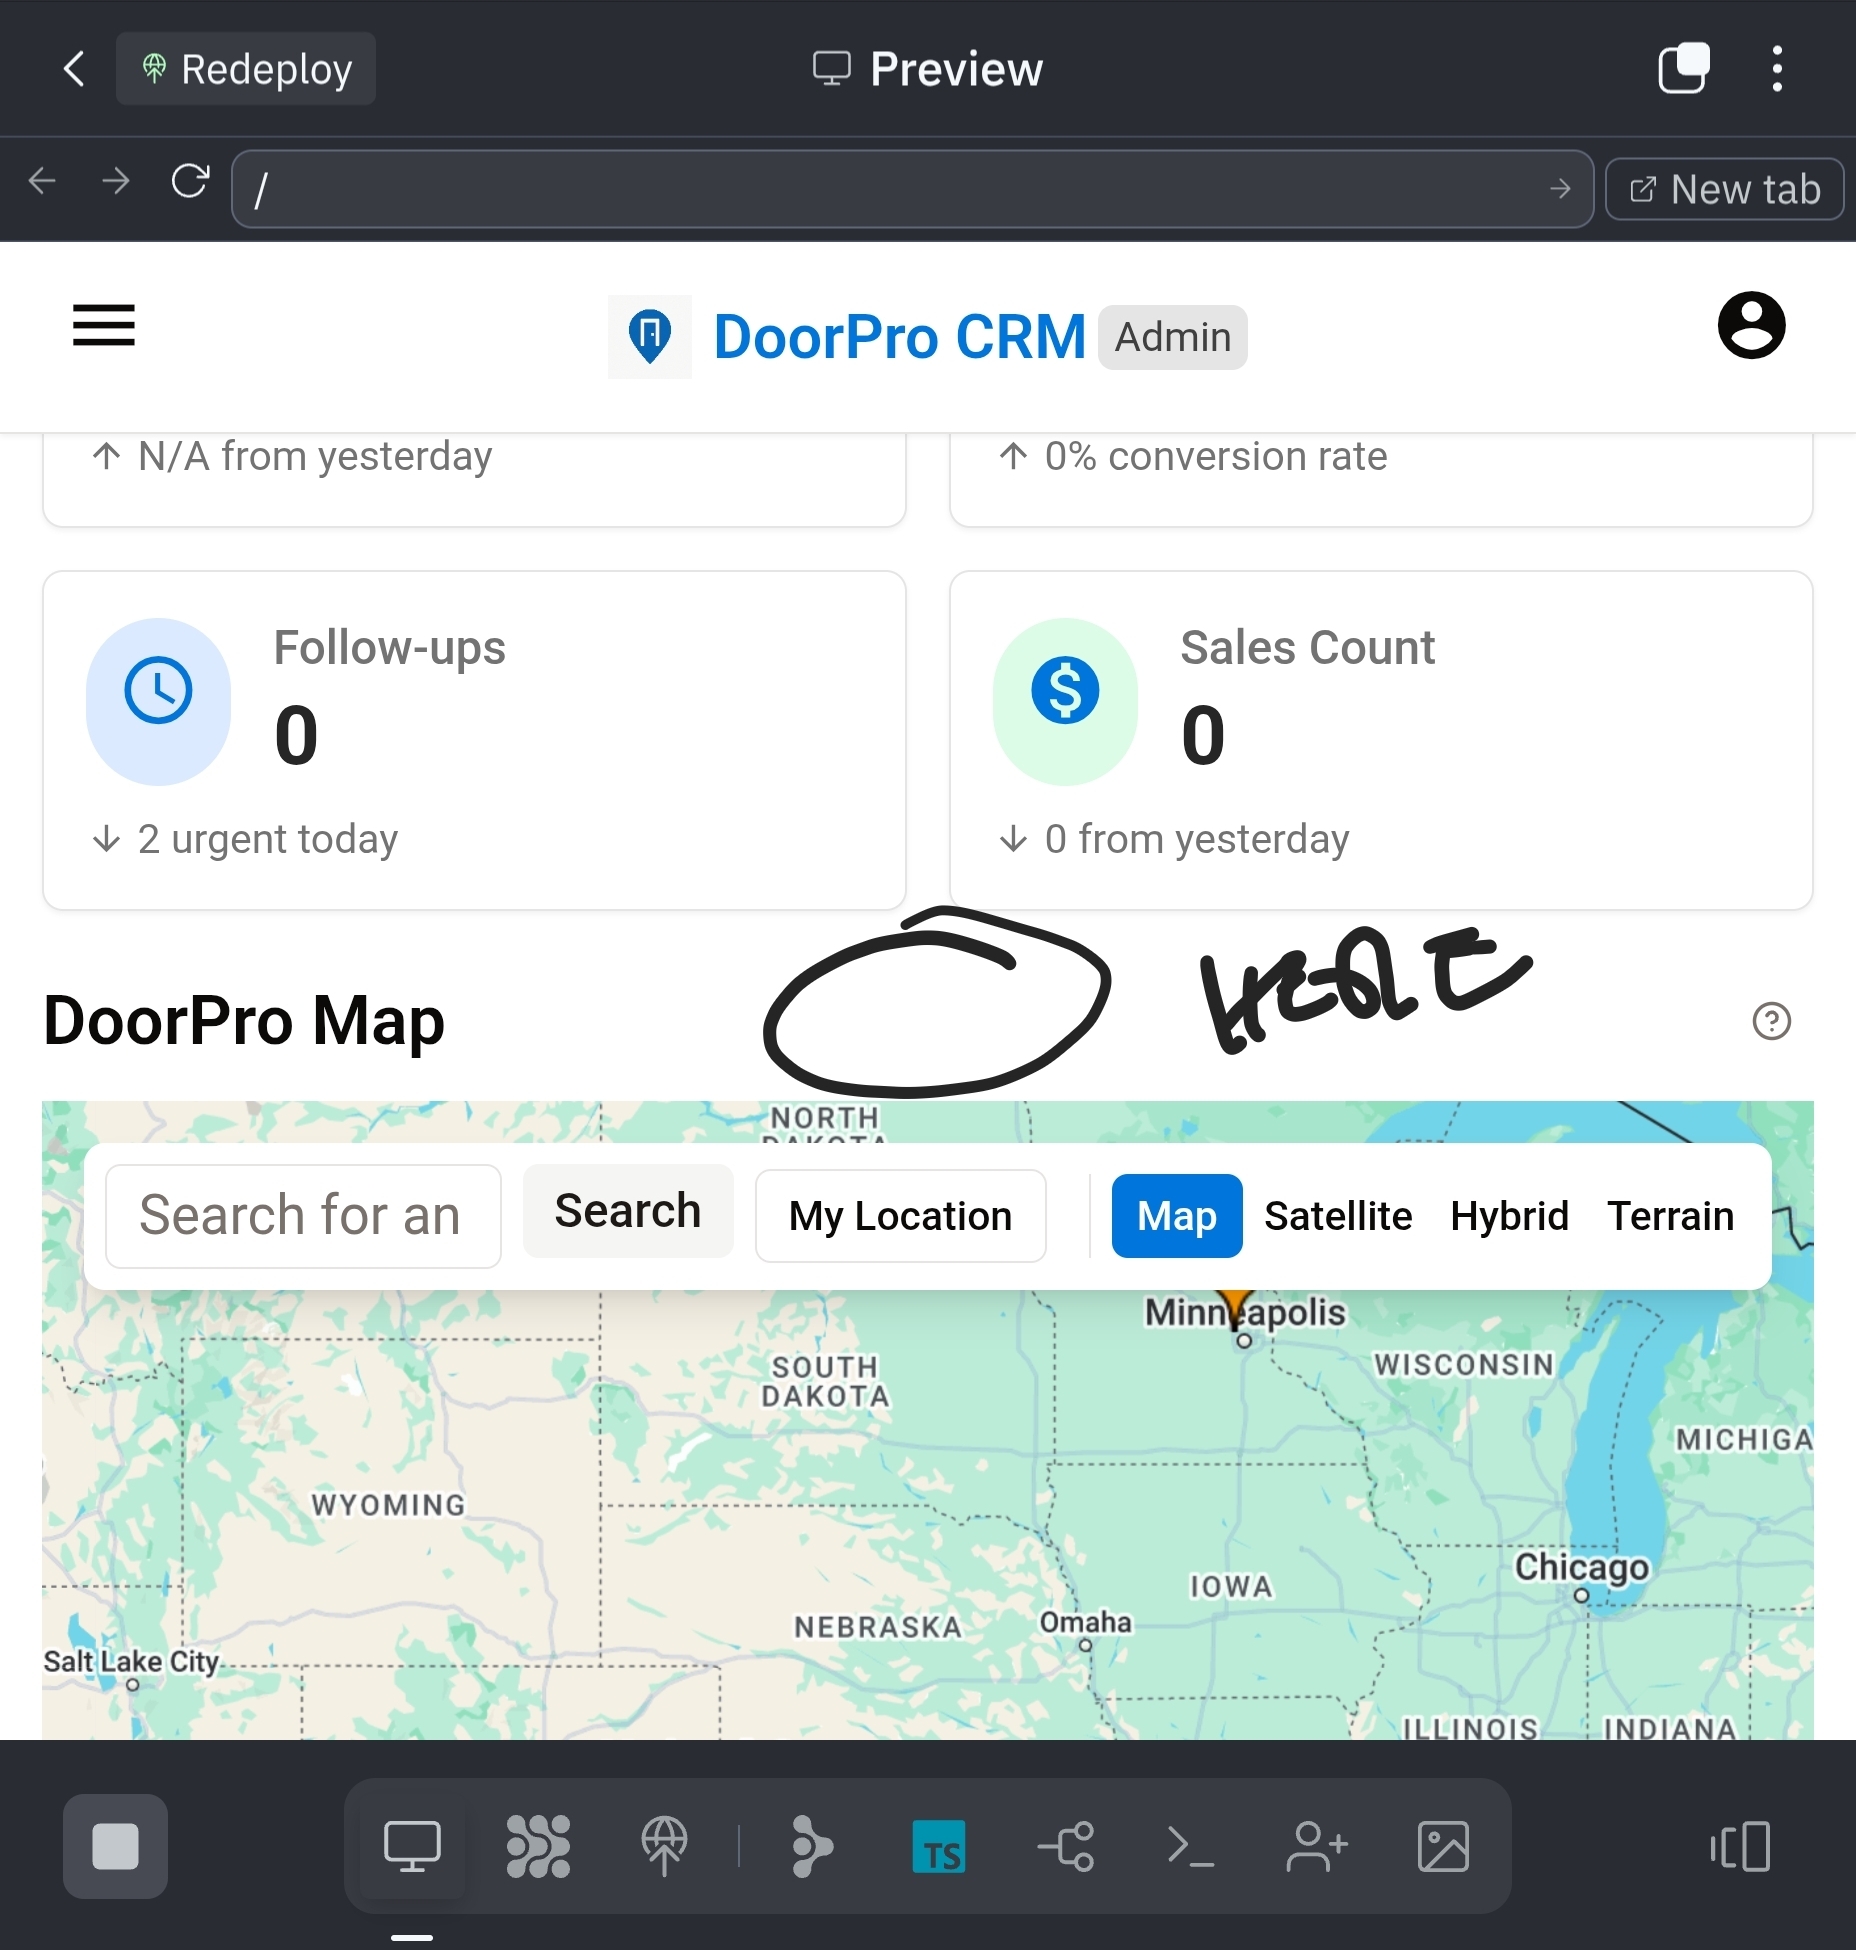 Redeploy
Preview
/
New tab
DoorPro CRM
Admin
↑ N/A from yesterday
↑ 0% conversion rate
Follow-ups
0
↓ 2 urgent today
Sales Count
0
↓ 0 from yesterday
HERE
DoorPro Map
?
NORTH
DAKOTA
Search for an
Search
My Location
Map
Satellite
Hybrid
Terrain
Minneapolis
SOUTH
DAKOTA
WISCONSIN
MICHIGA
WYOMING
Chicago
IOWA
NEBRASKA
Omaha
Salt Lake City
ILLINOIS
INDIANA
TS